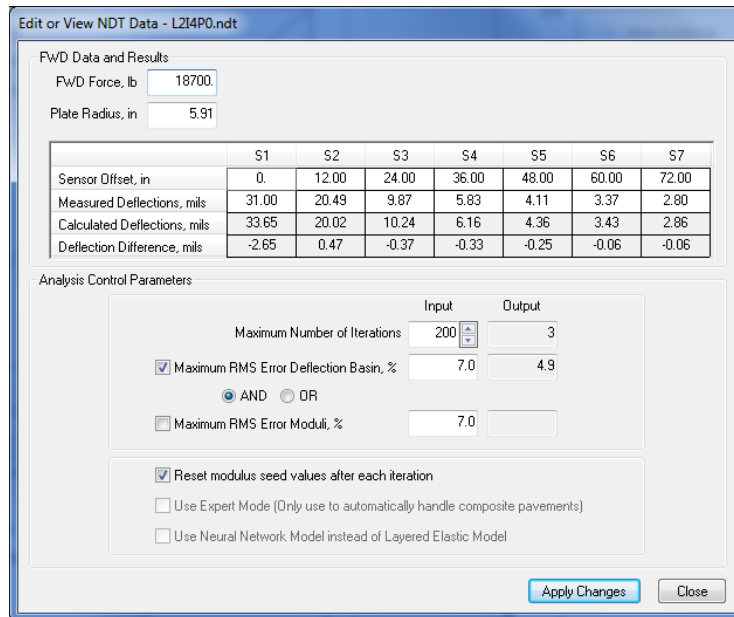 Edit or View NDT Data - L2I4P0.ndt
FWD Data and Results
FWD Force, lb 18700.
Plate Radius, in 5.91
S1 S2 S3 S4 S5 S6 S7
Sensor Offset, in 0. 12.00 24.00 36.00 48.00 60.00 72.00
Measured Deflections, mils 31.00 20.49 9.87 5.83 4.11 3.37 2.80
Calculated Deflections, mils 33.65 20.02 10.24 6.16 4.36 3.43 2.86
Deflection Difference, mils -2.65 0.47 -0.37 -0.33 -0.25 -0.06 -0.06
Analysis Control Parameters
Input Output
Maximum Number of Iterations 200 3
Maximum RMS Error Deflection Basin, % 7.0 4.9
AND OR
Maximum RMS Error Moduli, % 7.0
Reset modulus seed values after each iteration
Use Expert Mode (Only use to automatically handle composite pavements)
Use Neural Network Model instead of Layered Elastic Model
Apply Changes Close